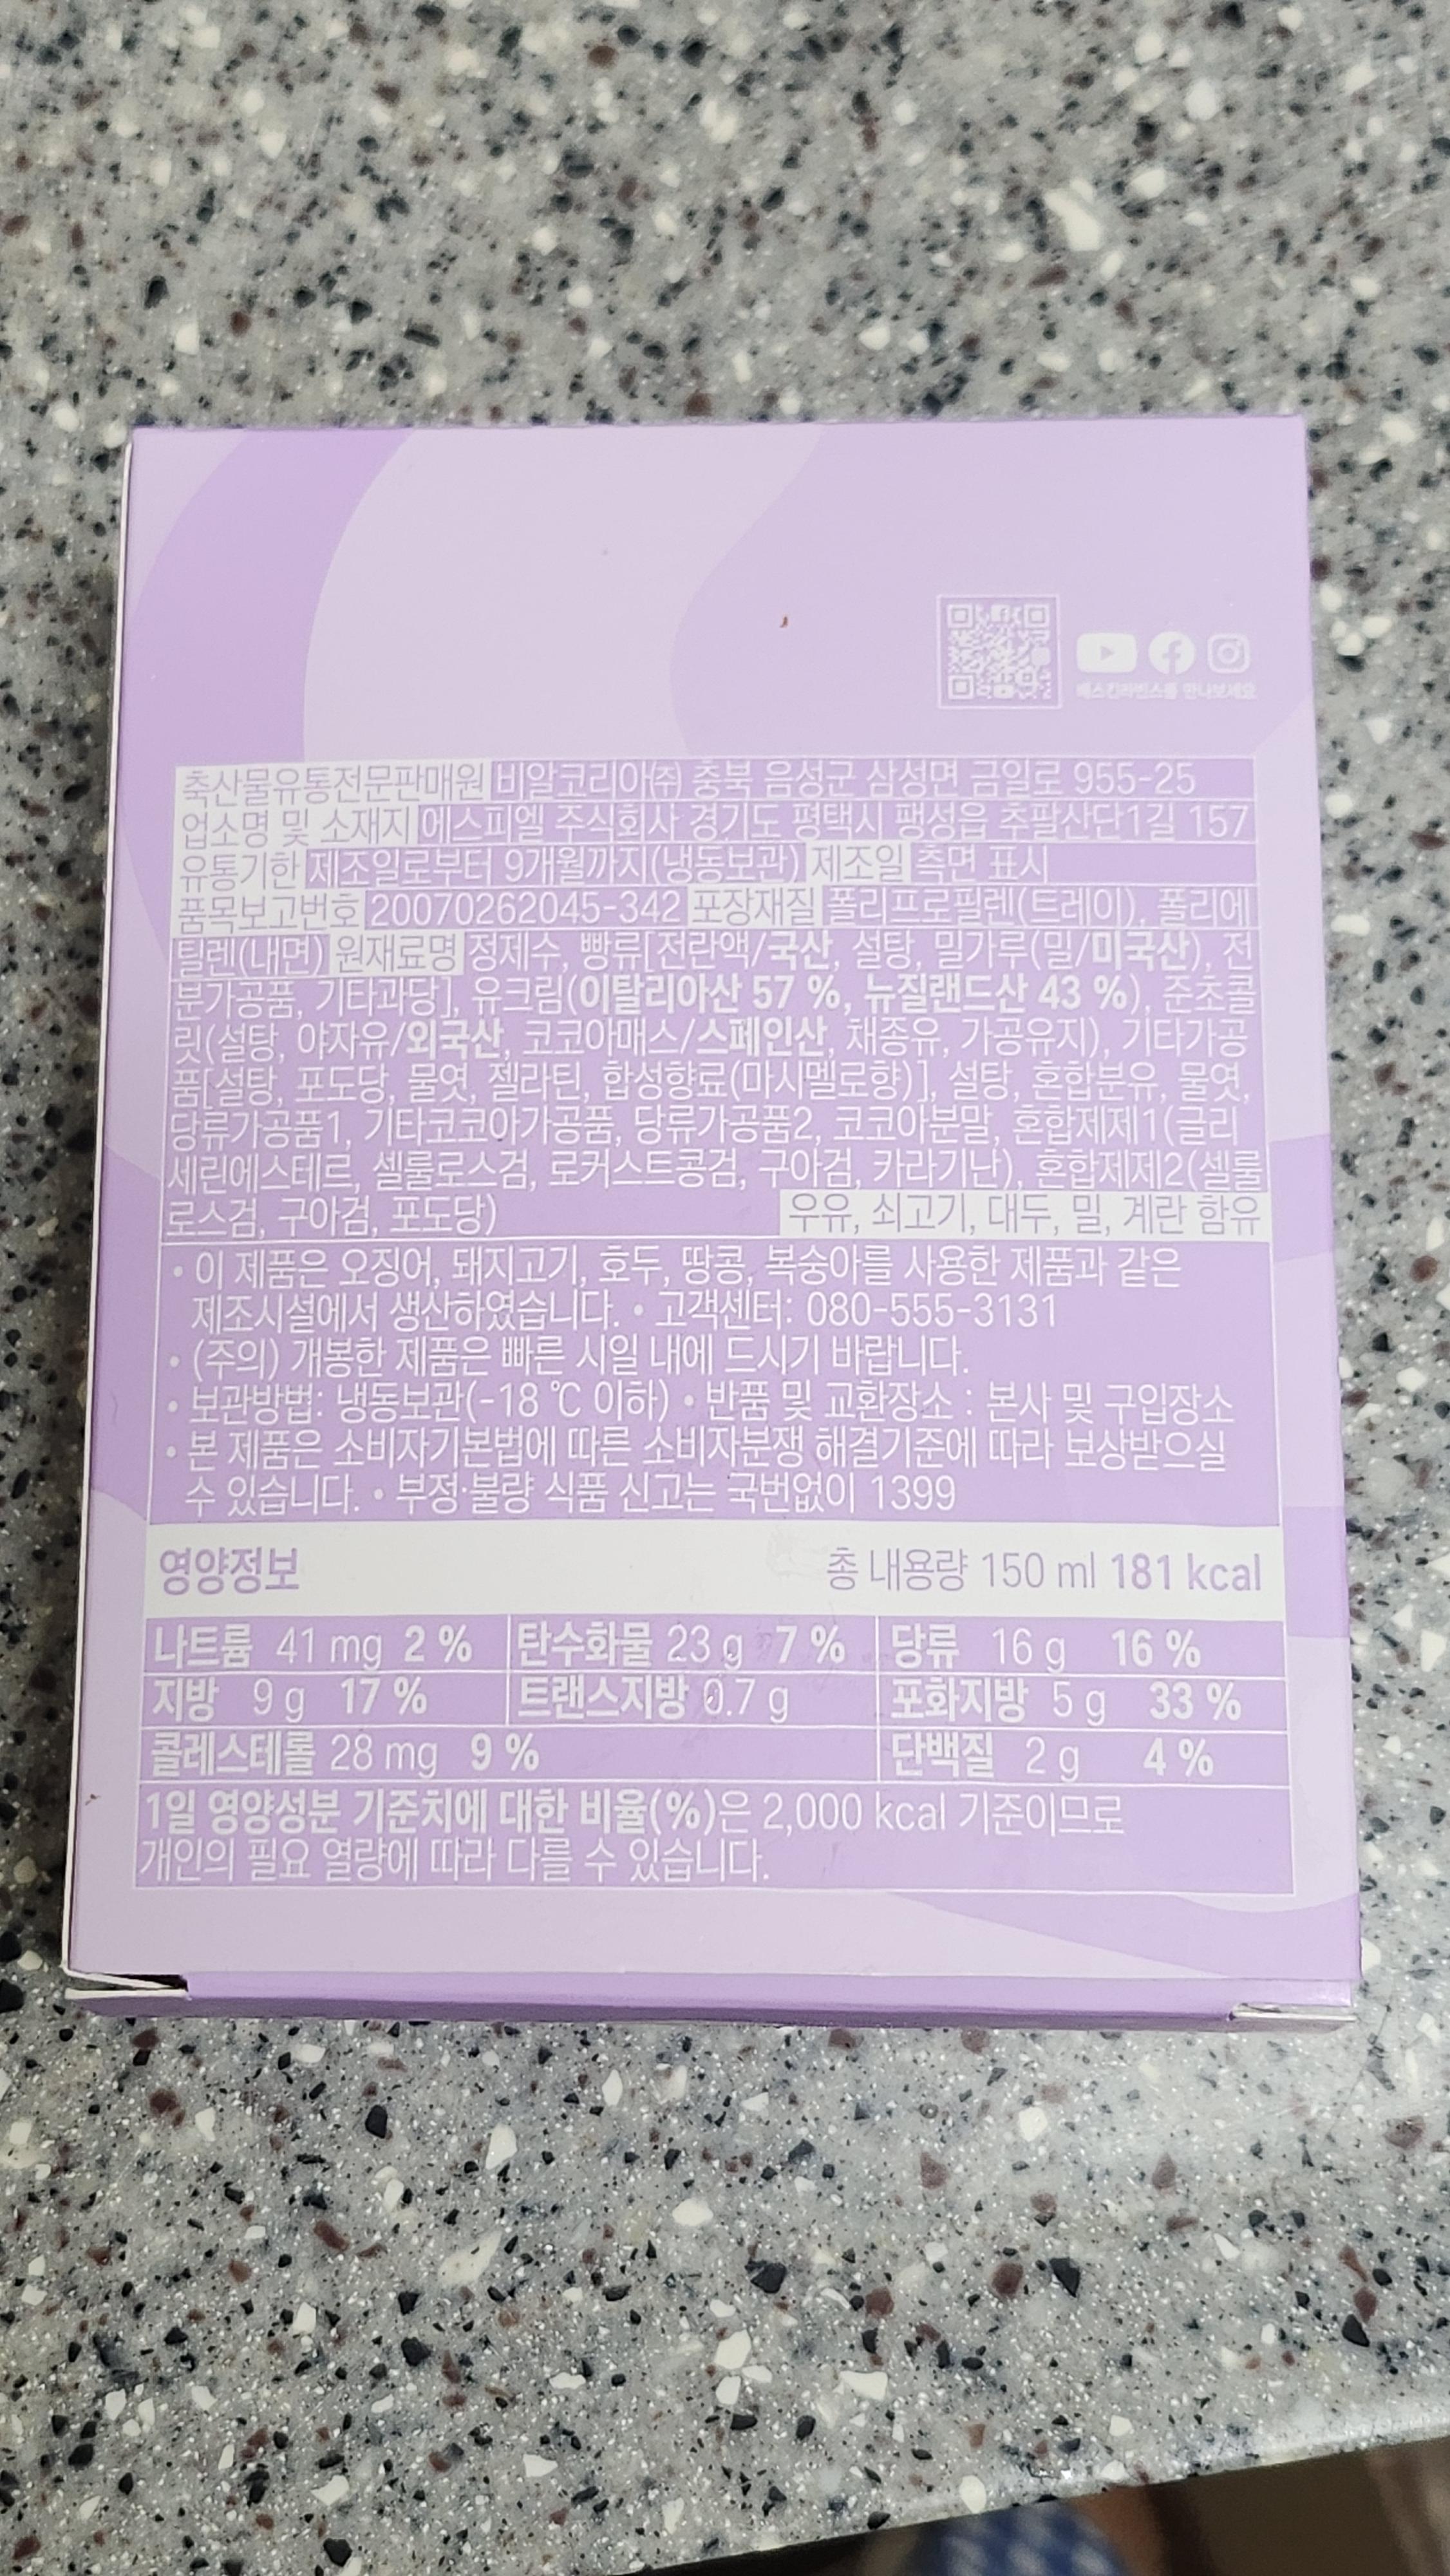 배스킨라빈스를 만나보세요
축산물유통전문판매원 비알코리아㈜ 충북 음성군 삼성면 금일로 955-25
업소명 및 소재지 에스피엘 주식회사 경기도 평택시 팽성읍 추팔산단1길 157
유통기한 제조일로부터 9개월까지(냉동보관) 제조일 측면 표시
품목보고번호 20070262045-342 포장재질 폴리프로필렌(트레이), 폴리에
틸렌(내면) 원재료명 정제수, 빵류[전란액/국산, 설탕, 밀가루(밀/미국산), 전
분가공품, 기타과당], 유크림(이탈리아산 57 %, 뉴질랜드산 43 %), 준초콜
릿(설탕, 야자유/외국산, 코코아매스/스페인산, 채종유, 가공유지), 기타가공
품[설탕, 포도당, 물엿, 젤라틴, 합성향료(마시멜로향)], 설탕, 혼합분유, 물엿,
당류가공품1, 기타코코아가공품, 당류가공품2, 코코아분말, 혼합제제1(글리
세린에스테르, 셀룰로스검, 로커스트콩검, 구아검, 카라기난), 혼합제제2(셀룰
로스검, 구아검, 포도당) 우유, 쇠고기, 대두, 밀, 계란 함유
• 이 제품은 오징어, 돼지고기, 호두, 땅콩, 복숭아를 사용한 제품과 같은
제조시설에서 생산하였습니다. • 고객센터: 080-555-3131
• (주의) 개봉한 제품은 빠른 시일 내에 드시기 바랍니다.
• 보관방법: 냉동보관(-18 ℃ 이하) • 반품 및 교환장소 : 본사 및 구입장소
• 본 제품은 소비자기본법에 따른 소비자분쟁 해결기준에 따라 보상받으실
수 있습니다. • 부정·불량 식품 신고는 국번없이 1399
영양정보 총 내용량 150 ml 181 kcal
나트륨 41 mg 2 % 탄수화물 23 g 7 % 당류 16 g 16 %
지방 9 g 17 % 트랜스지방 0.7 g 포화지방 5 g 33 %
콜레스테롤 28 mg 9 % 단백질 2 g 4 %
1일 영양성분 기준치에 대한 비율(%)은 2,000 kcal 기준이므로
개인의 필요 열량에 따라 다를 수 있습니다.